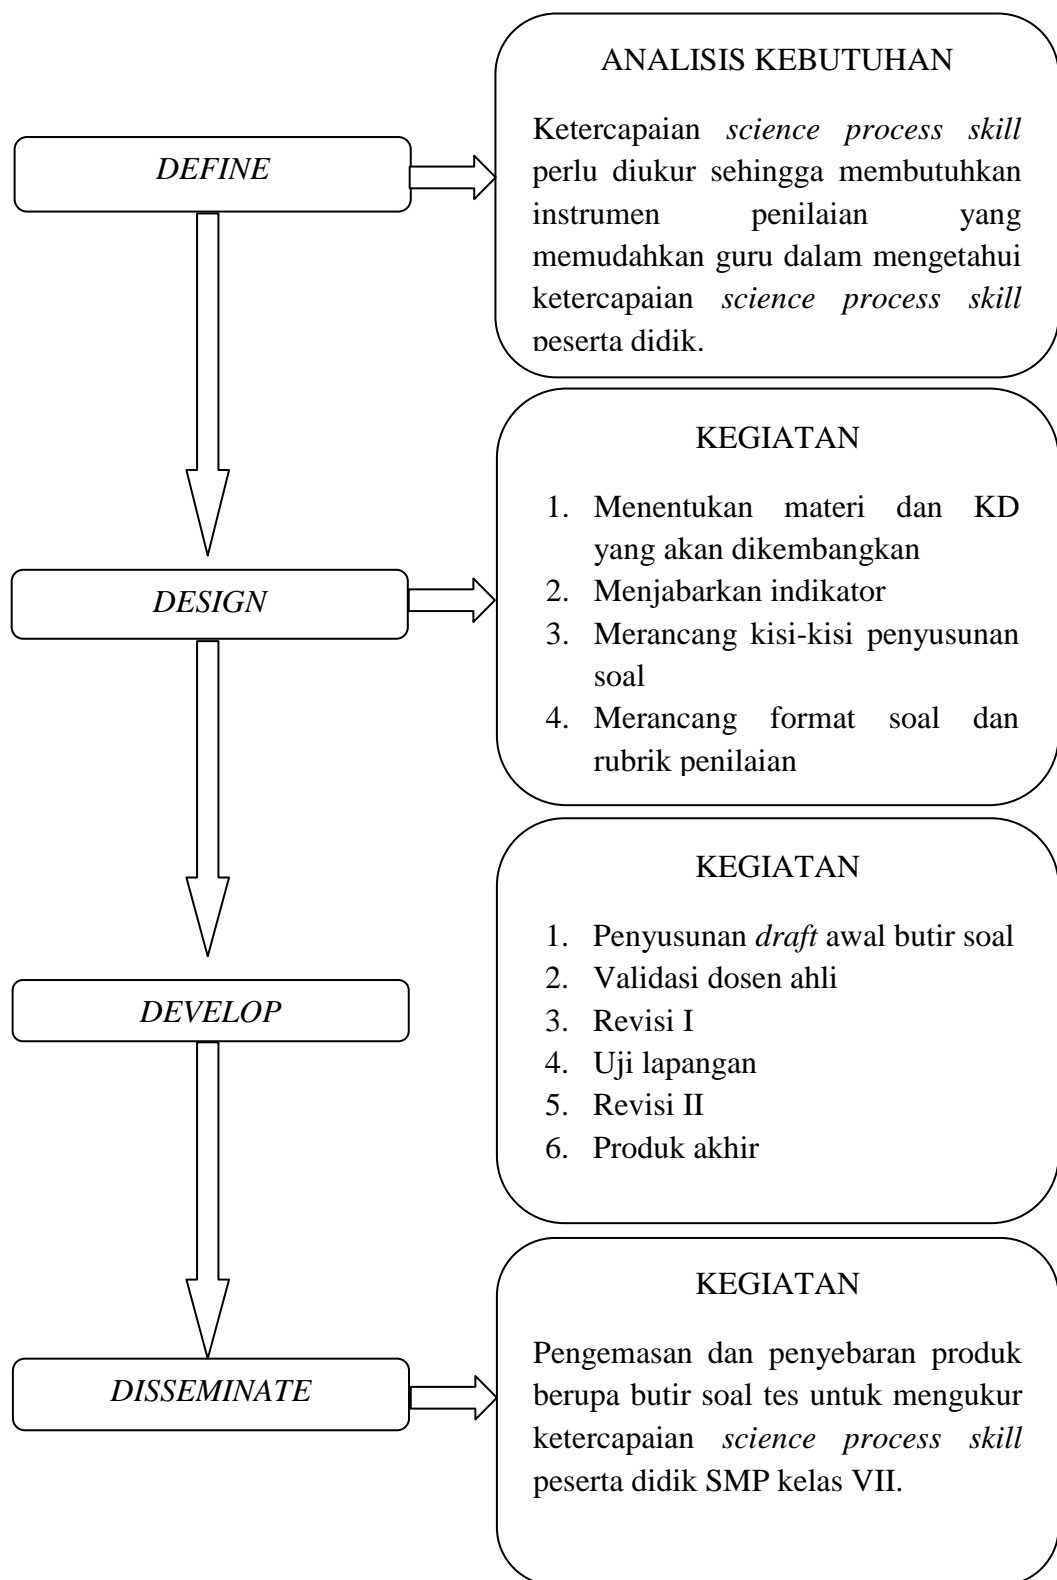 DEFINE
ANALISIS KEBUTUHAN
Ketercapaian science process skill
perlu diukur sehingga membutuhkan
instrumen penilaian yang
memudahkan guru dalam mengetahui
ketercapaian science process skill
peserta didik.
DESIGN
KEGIATAN
1. Menentukan materi dan KD
yang akan dikembangkan
2. Menjabarkan indikator
3. Merancang kisi-kisi penyusunan
soal
4. Merancang format soal dan
rubrik penilaian
DEVELOP
KEGIATAN
1. Penyusunan draft awal butir soal
2. Validasi dosen ahli
3. Revisi I
4. Uji lapangan
5. Revisi II
6. Produk akhir
DISSEMINATE
KEGIATAN
Pengemasan dan penyebaran produk
berupa butir soal tes untuk mengukur
ketercapaian science process skill
peserta didik SMP kelas VII.